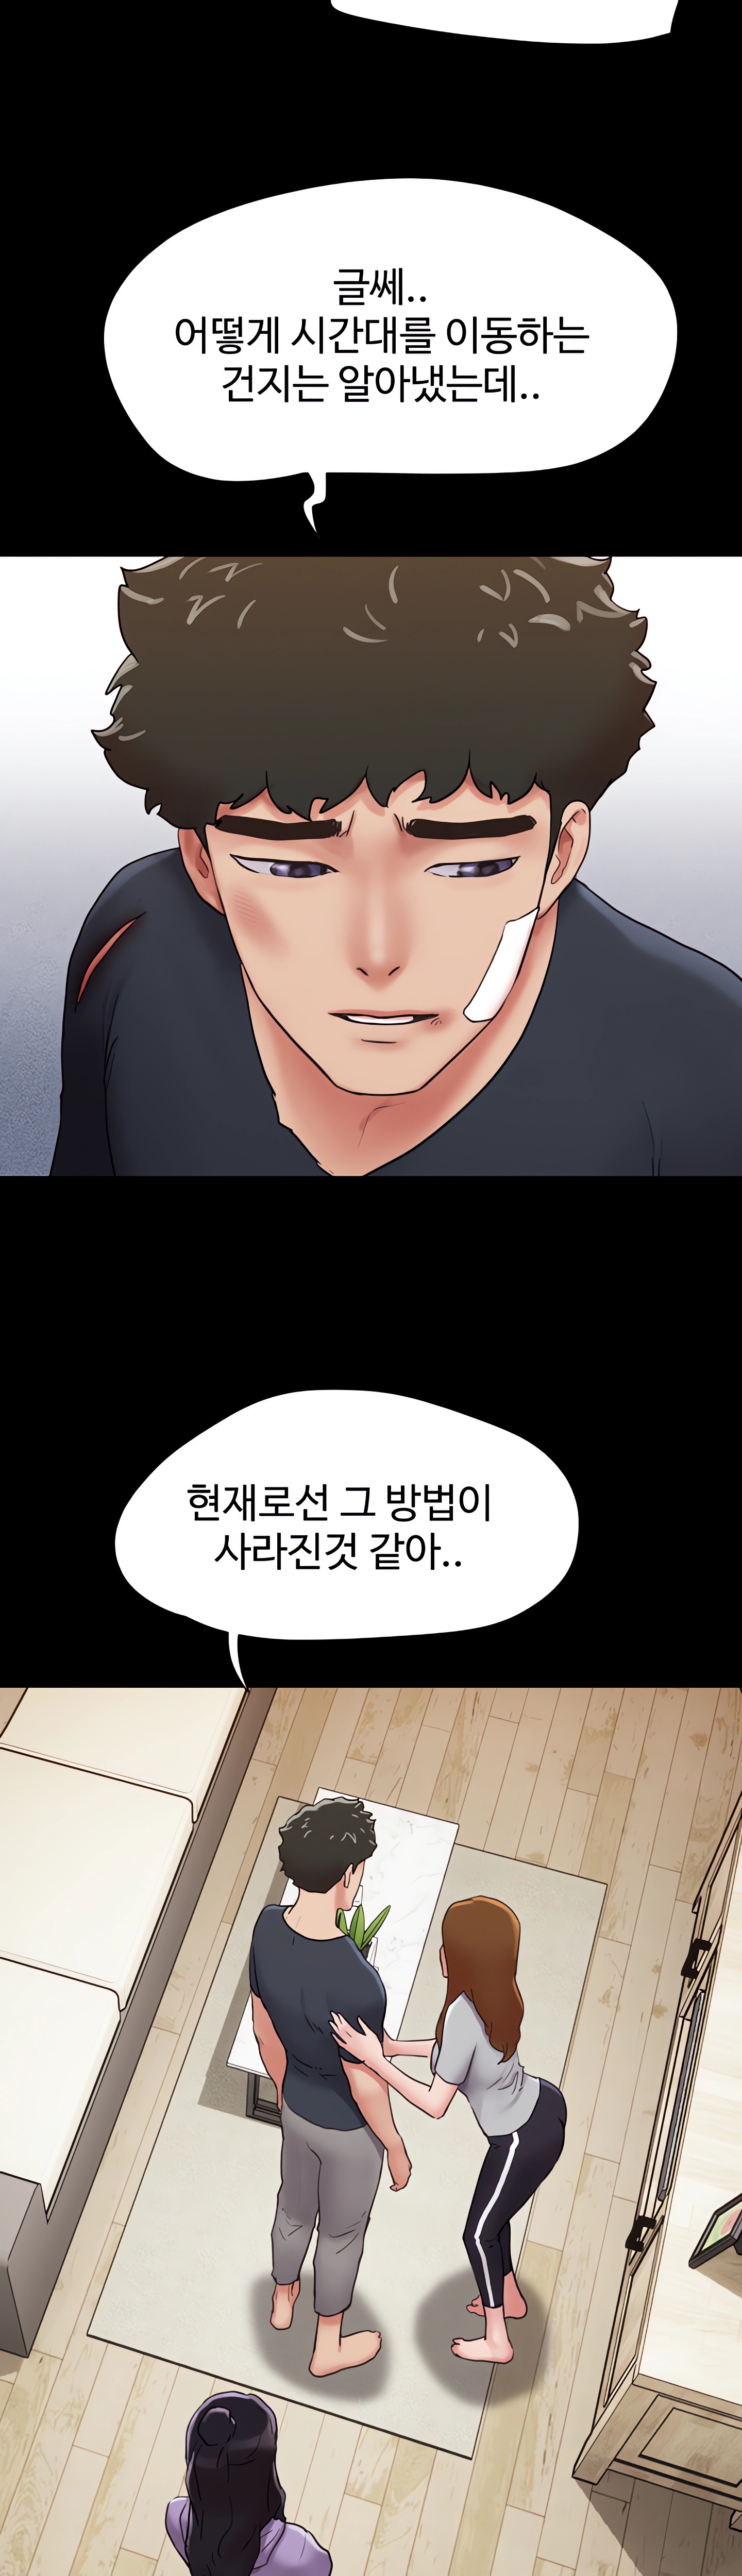 글쎄..
어떻게 시간대를 이동하는
건지는 알아냈는데..
현재로선 그 방법이
사라진것 같아..